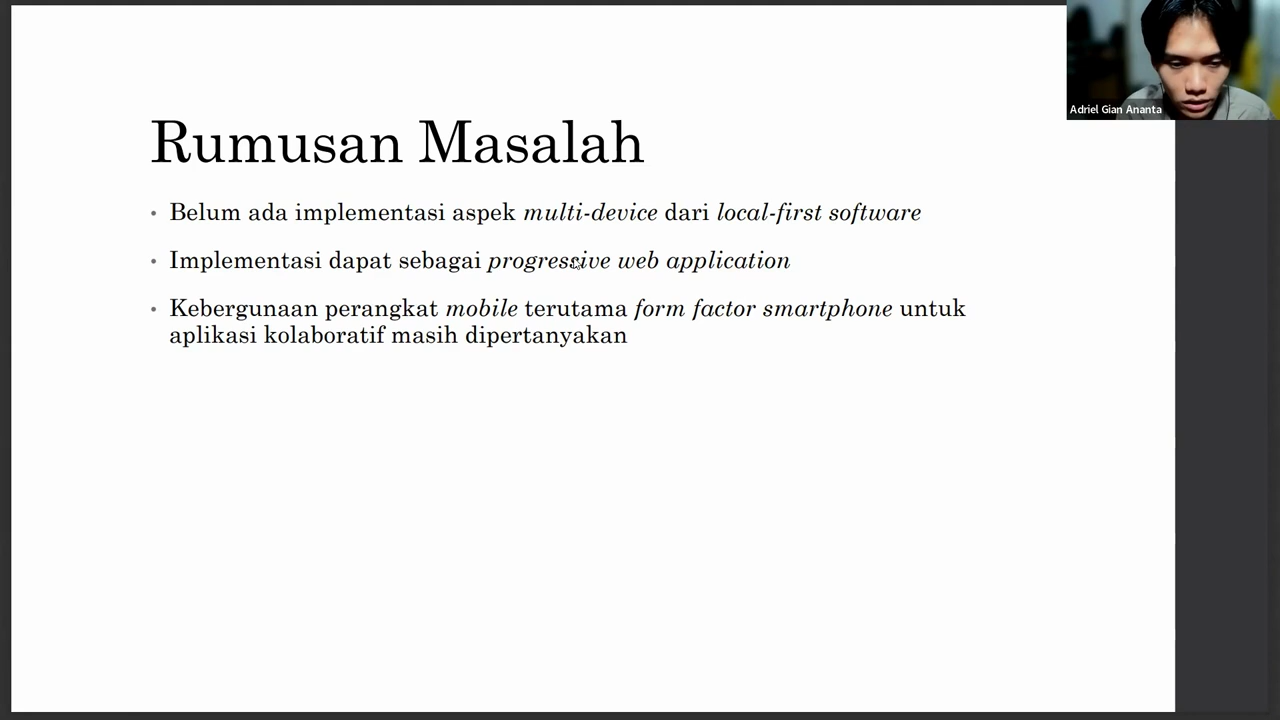 Rumusan Masalah
• Belum ada implementasi aspek multi-device dari local-first software
• Implementasi dapat sebagai progressive web application
• Kebergunaan perangkat mobile terutama form factor smartphone untuk
aplikasi kolaboratif masih dipertanyakan
Adriel Gian Ananta